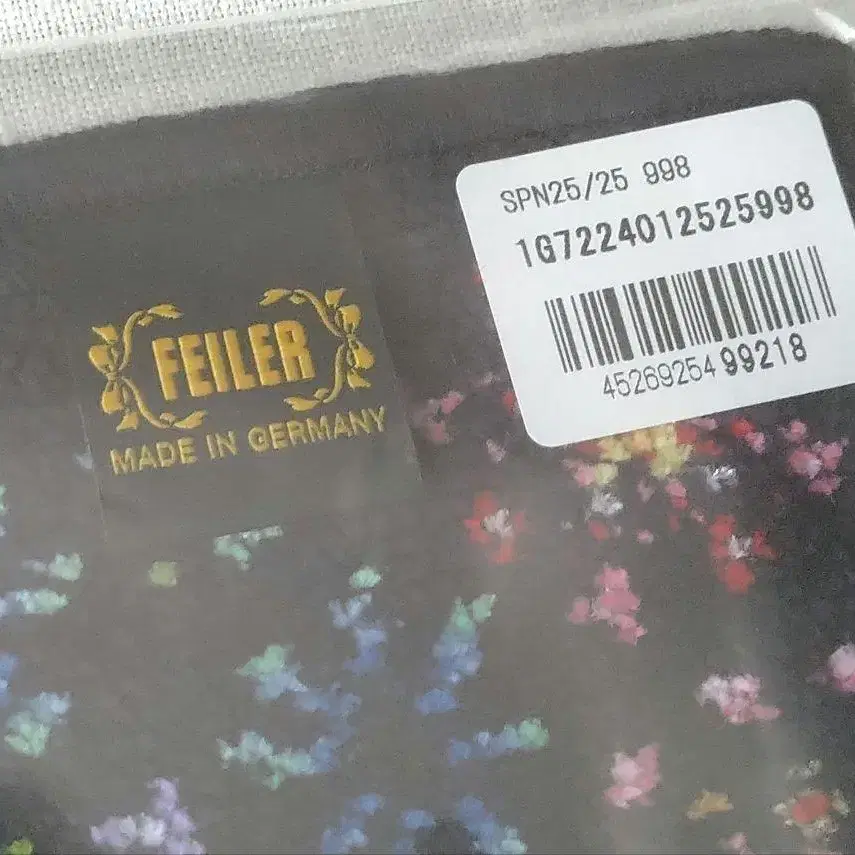 SPN25/25 998
1G7224012525998
4526925499218
FEILER
MADE IN GERMANY